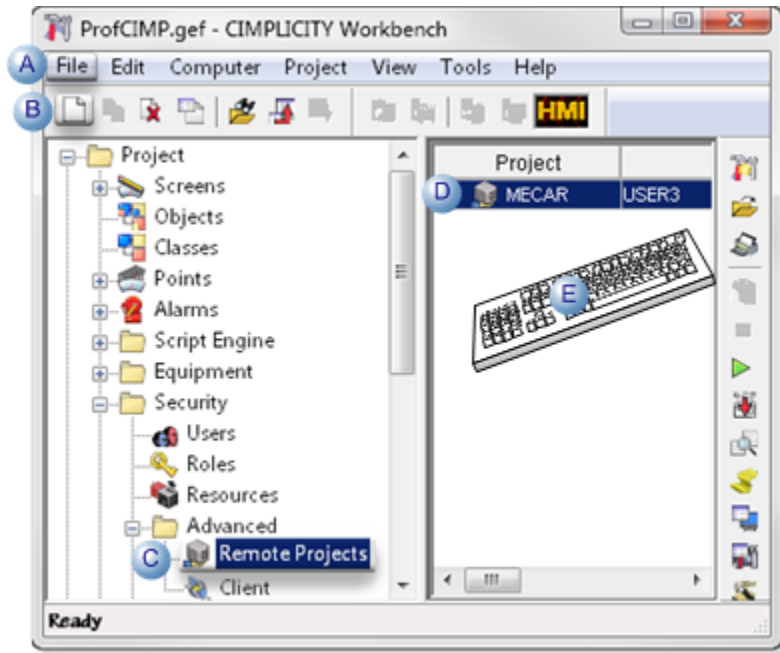 ProfCIMP.gef - CIMPLICITY Workbench
A File Edit Computer Project View Tools Help
B HMI
Project
Screens
Objects
Classes
Points
Alarms
Script Engine
Equipment
Security
Users
Roles
Resources
Advanced
C Remote Projects
Client
Project
D MECAR USER3
E
Ready